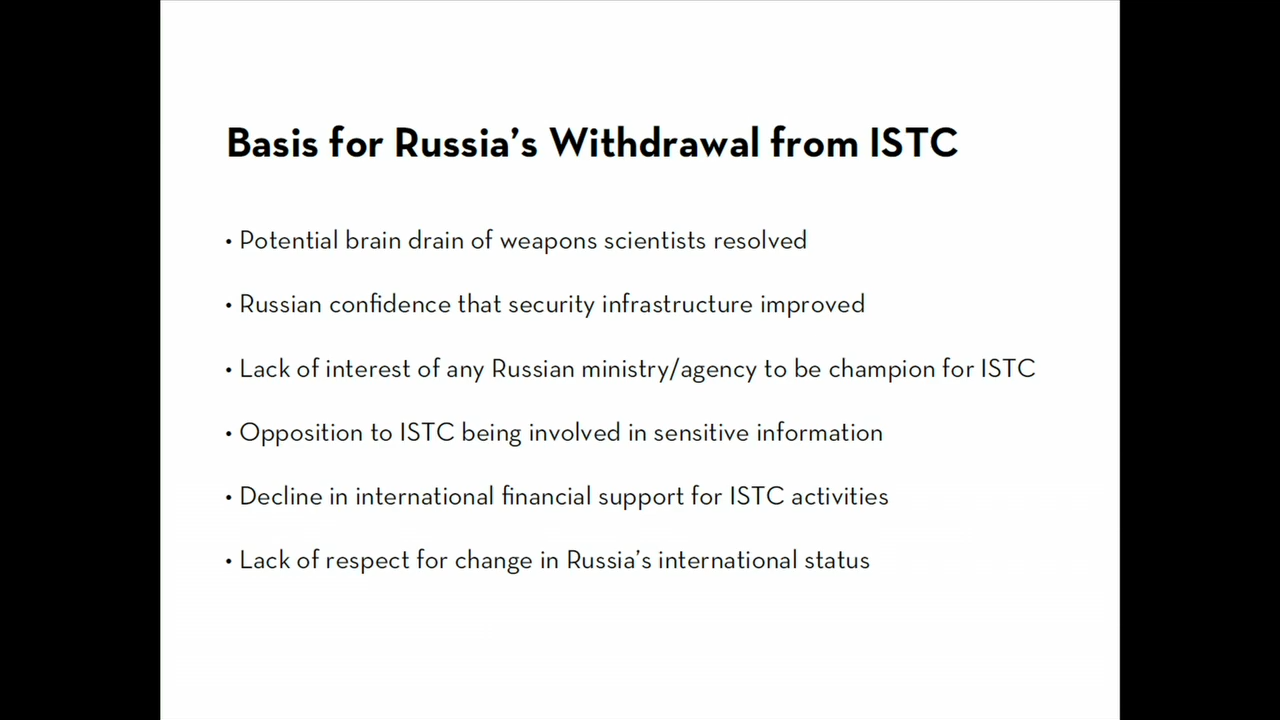 Basis for Russia’s Withdrawal from ISTC
• Potential brain drain of weapons scientists resolved
• Russian confidence that security infrastructure improved
• Lack of interest of any Russian ministry/agency to be champion for ISTC
• Opposition to ISTC being involved in sensitive information
• Decline in international financial support for ISTC activities
• Lack of respect for change in Russia’s international status